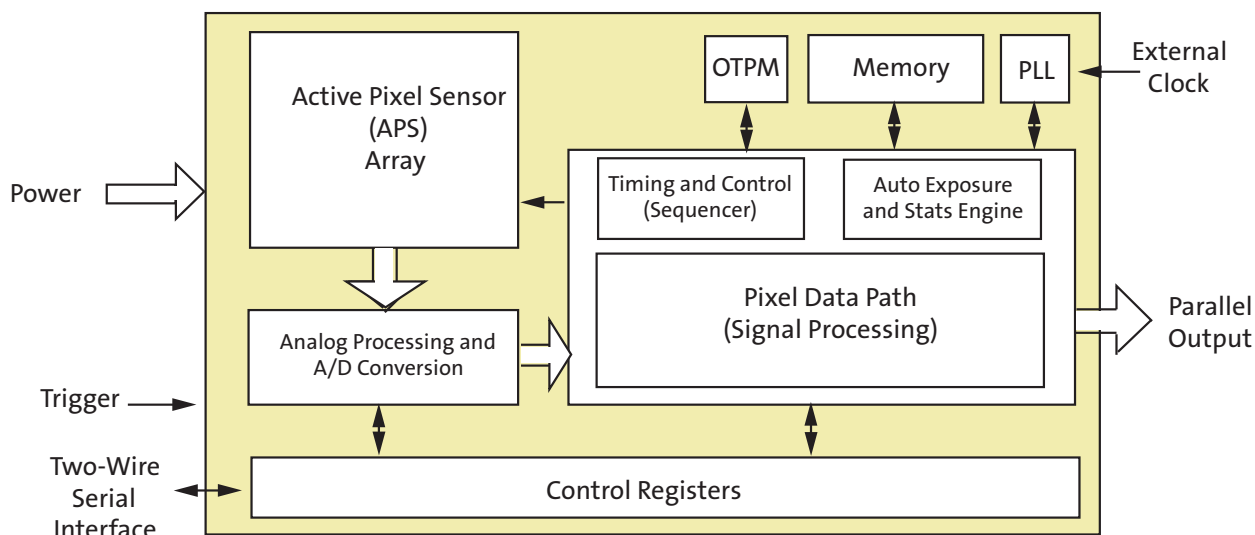 Active Pixel Sensor
(APS)
Array
OTPM
Memory
PLL
External
Clock
Power
Timing and Control
(Sequencer)
Auto Exposure
and Stats Engine
Analog Processing and
A/D Conversion
Pixel Data Path
(Signal Processing)
Parallel
Output
Trigger
Two-Wire
Serial
Interface
Control Registers